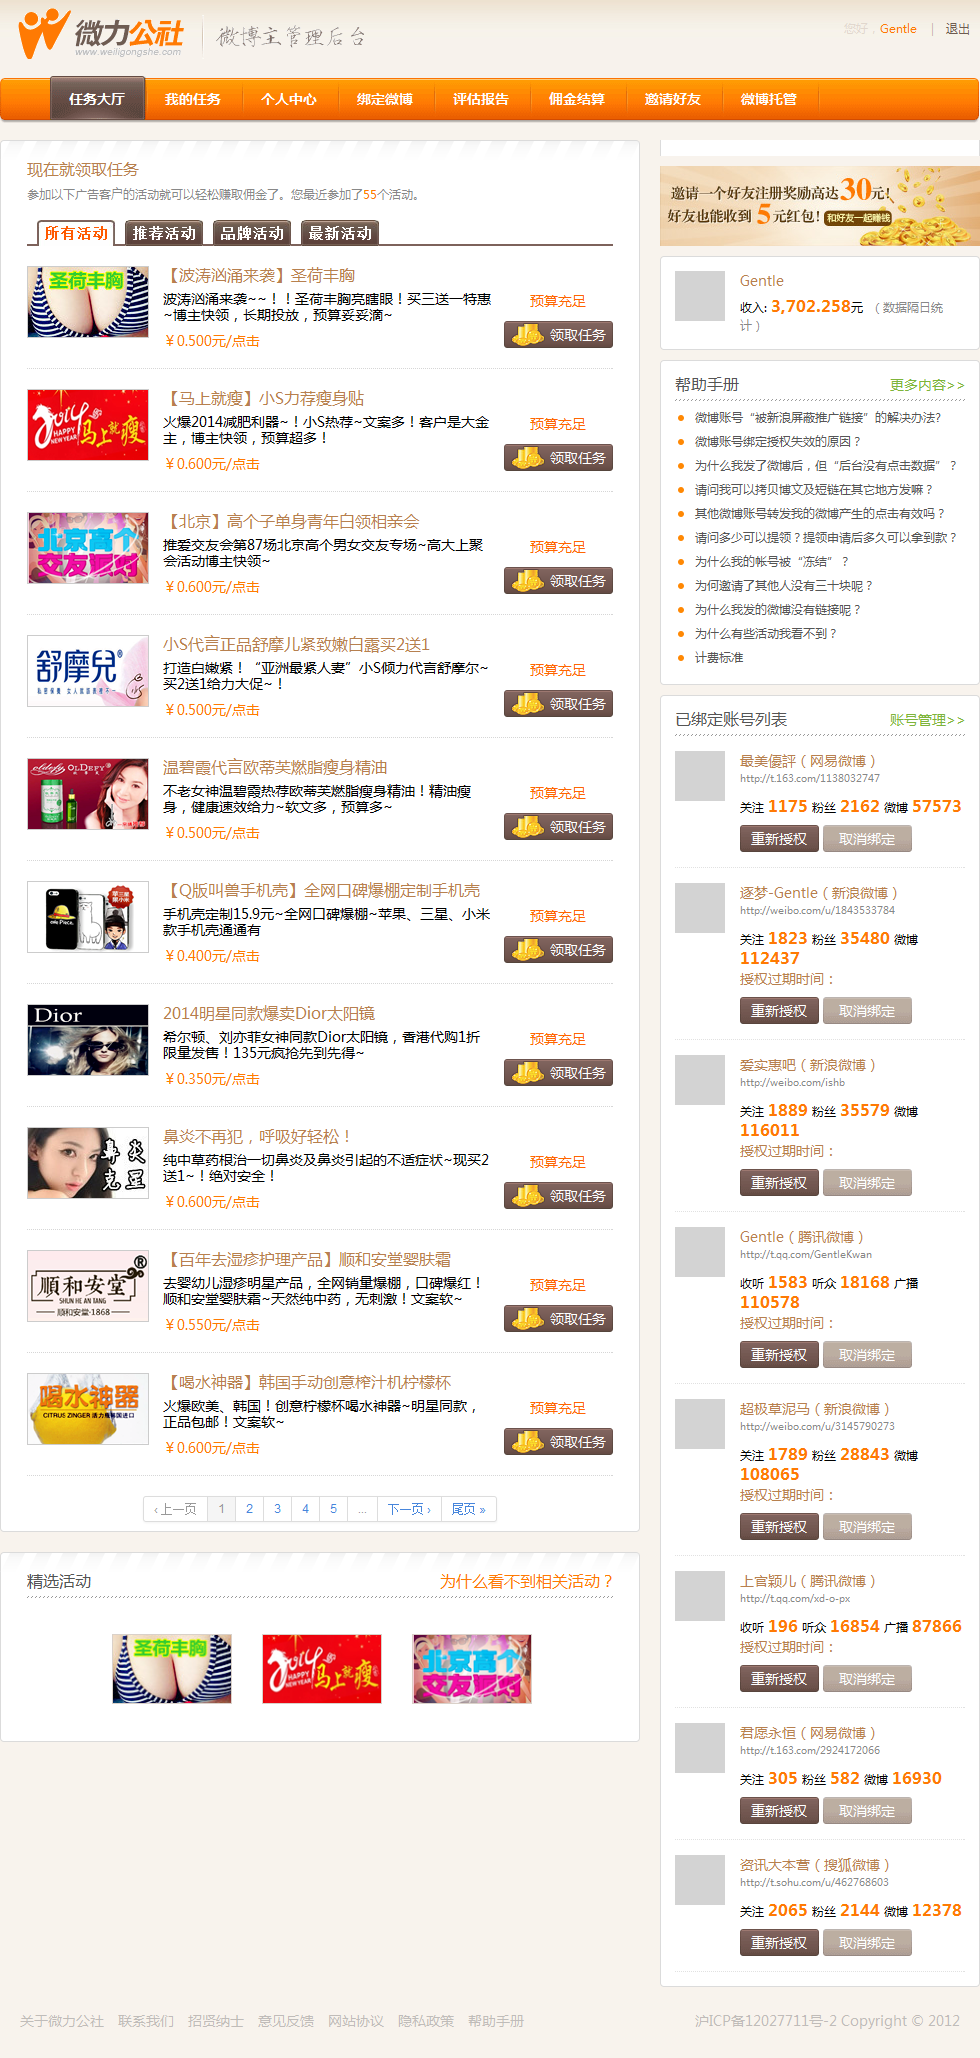 微力公社
www.weiligongshe.com
微博主管理后台
您好，Gentle | 退出
任务大厅 我的任务 个人中心 绑定微博 评估报告 佣金结算 邀请好友 微博托管
现在就领取任务
参加以下广告客户的活动就可以轻松赚取佣金了。您最近参加了55个活动。
所有活动 推荐活动 品牌活动 最新活动
圣荷丰胸
【波涛汹涌来袭】圣荷丰胸
波涛汹涌来袭~~！！圣荷丰胸亮瞎眼！买三送一特惠
~博主快领，长期投放，预算妥妥滴~
￥0.500元/点击
预算充足
领取任务
2014
HAPPY NEW YEAR
马上就瘦
【马上就瘦】小S力荐瘦身贴
火爆2014减肥利器~！小S热荐~文案多！客户是大金
主，博主快领，预算超多！
￥0.600元/点击
预算充足
领取任务
北京高个
交友派对
【北京】高个子单身青年白领相亲会
推爱交友会第87场北京高个男女交友专场~高大上聚
会活动博主快领~
￥0.600元/点击
预算充足
领取任务
舒摩兒
小S代言正品舒摩儿紧致嫩白露买2送1
打造白嫩紧！“亚洲最紧人妻”小S倾力代言舒摩尔~
买2送1给力大促~！
￥0.500元/点击
预算充足
领取任务
oldefy OLDEFY
温碧霞代言欧蒂芙燃脂瘦身精油
不老女神温碧霞热荐欧蒂芙燃脂瘦身精油！精油瘦
身，健康速效给力~软文多，预算多~
￥0.500元/点击
预算充足
领取任务
【Q版叫兽手机壳】全网口碑爆棚定制手机壳
手机壳定制15.9元~全网口碑爆棚~苹果、三星、小米
款手机壳通通有
￥0.400元/点击
预算充足
领取任务
Dior
2014明星同款爆卖Dior太阳镜
希尔顿、刘亦菲女神同款Dior太阳镜，香港代购1折
限量发售！135元疯抢先到先得~
￥0.350元/点击
预算充足
领取任务
鼻炎
克星
鼻炎不再犯，呼吸好轻松！
纯中草药根治一切鼻炎及鼻炎引起的不适症状~现买2
送1~！绝对安全！
￥0.600元/点击
预算充足
领取任务
順和安堂
SHUN HE AN TANG
順和安堂·1868
【百年去湿疹护理产品】顺和安堂婴肤霜
去婴幼儿湿疹明星产品，全网销量爆棚，口碑爆红！
顺和安堂婴肤霜~天然纯中药，无刺激！文案软~
￥0.550元/点击
预算充足
领取任务
喝水神器
CITRUS ZINGER
【喝水神器】韩国手动创意榨汁机柠檬杯
火爆欧美、韩国！创意柠檬杯喝水神器~明星同款，
正品包邮！文案软~
￥0.600元/点击
预算充足
领取任务
‹ 上一页 1 2 3 4 5 ... 下一页 › 尾页 »
精选活动 为什么看不到相关活动？
圣荷丰胸
2014
HAPPY NEW YEAR
马上就瘦
北京高个
交友派对
邀请一个好友注册奖励高达30元！
好友也能收到5元红包！ 和好友一起赚钱
Gentle
收入: 3,702.258元 （数据隔日统
计）
帮助手册 更多内容>>
微博账号“被新浪屏蔽推广链接”的解决办法？
微博账号绑定授权失效的原因？
为什么我发了微博后，但“后台没有点击数据”？
请问我可以拷贝博文及短链在其它地方发嘛？
其他微博账号转发我的微博产生的点击有效吗？
请问多少可以提领？提领申请后多久可以拿到款？
为什么我的帐号被“冻结”？
为何邀请了其他人没有三十块呢？
为什么我发的微博没有链接呢？
为什么有些活动我看不到？
计费标准
已绑定账号列表 账号管理>>
最美優評（网易微博）
http://t.163.com/1138032747
关注 1175 粉丝 2162 微博 57573
重新授权 取消绑定
逐梦-Gentle（新浪微博）
http://weibo.com/u/1843533784
关注 1823 粉丝 35480 微博
112437
授权过期时间：
重新授权 取消绑定
爱实惠吧（新浪微博）
http://weibo.com/ishb
关注 1889 粉丝 35579 微博
116011
授权过期时间：
重新授权 取消绑定
Gentle（腾讯微博）
http://t.qq.com/GentleKwan
收听 1583 听众 18168 广播
110578
授权过期时间：
重新授权 取消绑定
超极草泥马（新浪微博）
http://weibo.com/u/3145790273
关注 1789 粉丝 28843 微博
108065
授权过期时间：
重新授权 取消绑定
上官颖儿（腾讯微博）
http://t.qq.com/xd-o-px
收听 196 听众 16854 广播 87866
授权过期时间：
重新授权 取消绑定
君愿永恒（网易微博）
http://t.163.com/2924172066
关注 305 粉丝 582 微博 16930
重新授权 取消绑定
资讯大本营（搜狐微博）
http://t.sohu.com/u/462768603
关注 2065 粉丝 2144 微博 12378
重新授权 取消绑定
关于微力公社 联系我们 招贤纳士 意见反馈 网站协议 隐私政策 帮助手册
沪ICP备12027711号-2 Copyright © 2012